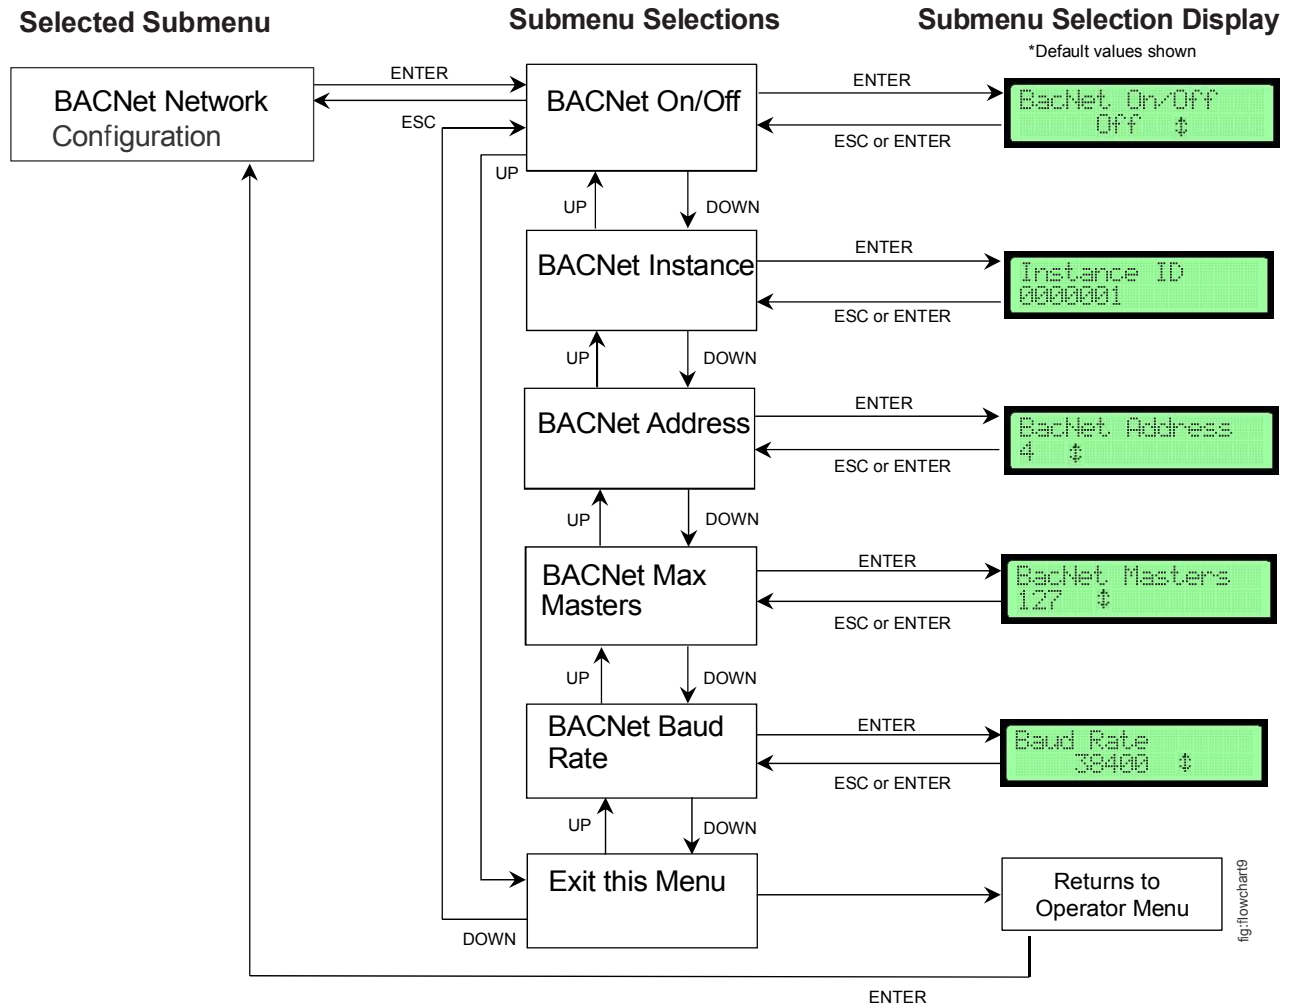 Selected Submenu
Submenu Selections
Submenu Selection Display
*Default values shown
BACNet Network
Configuration
ENTER
ESC
BACNet On/Off
ENTER
ESC or ENTER
BacNet On/Off
Off ↕
UP
UP
DOWN
BACNet Instance
ENTER
ESC or ENTER
Instance ID
0000001
UP
DOWN
BACNet Address
ENTER
ESC or ENTER
BacNet Address
4 ↕
UP
DOWN
BACNet Max
Masters
ENTER
ESC or ENTER
BacNet Masters
127 ↕
UP
DOWN
BACNet Baud
Rate
ENTER
ESC or ENTER
Baud Rate
38400 ↕
UP
DOWN
Exit this Menu
DOWN
Returns to
Operator Menu
fig:flowchart9
ENTER